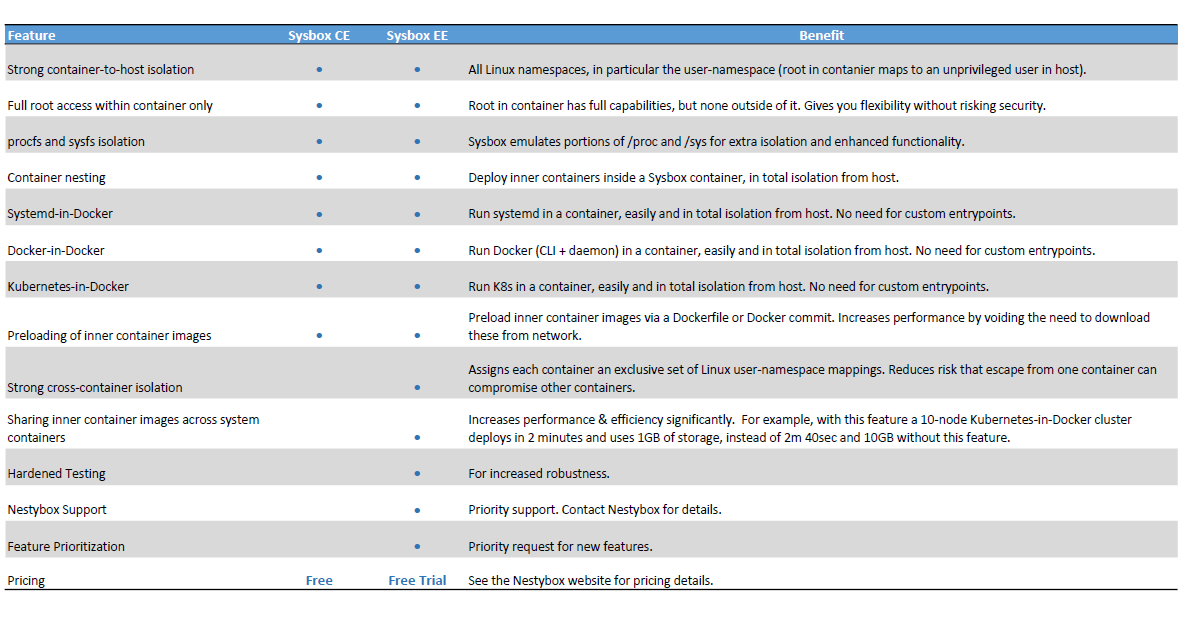 Feature Sysbox CE Sysbox EE Benefit
Strong container-to-host isolation • • All Linux namespaces, in particular the user-namespace (root in contanier maps to an unprivileged user in host).
Full root access within container only • • Root in container has full capabilities, but none outside of it. Gives you flexibility without risking security.
procfs and sysfs isolation • • Sysbox emulates portions of /proc and /sys for extra isolation and enhanced functionality.
Container nesting • • Deploy inner containers inside a Sysbox container, in total isolation from host.
Systemd-in-Docker • • Run systemd in a container, easily and in total isolation from host. No need for custom entrypoints.
Docker-in-Docker • • Run Docker (CLI + daemon) in a container, easily and in total isolation from host. No need for custom entrypoints.
Kubernetes-in-Docker • • Run K8s in a container, easily and in total isolation from host. No need for custom entrypoints.
Preload inner container images via a Dockerfile or Docker commit. Increases performance by voiding the need to download
Preloading of inner container images • • these from network.
Assigns each container an exclusive set of Linux user-namespace mappings. Reduces risk that escape from one container can
Strong cross-container isolation • compromise other containers.
Sharing inner container images across system Increases performance & efficiency significantly. For example, with this feature a 10-node Kubernetes-in-Docker cluster
containers • deploys in 2 minutes and uses 1GB of storage, instead of 2m 40sec and 10GB without this feature.
Hardened Testing • For increased robustness.
Nestybox Support • Priority support. Contact Nestybox for details.
Feature Prioritization • Priority request for new features.
Pricing Free Free Trial See the Nestybox website for pricing details.